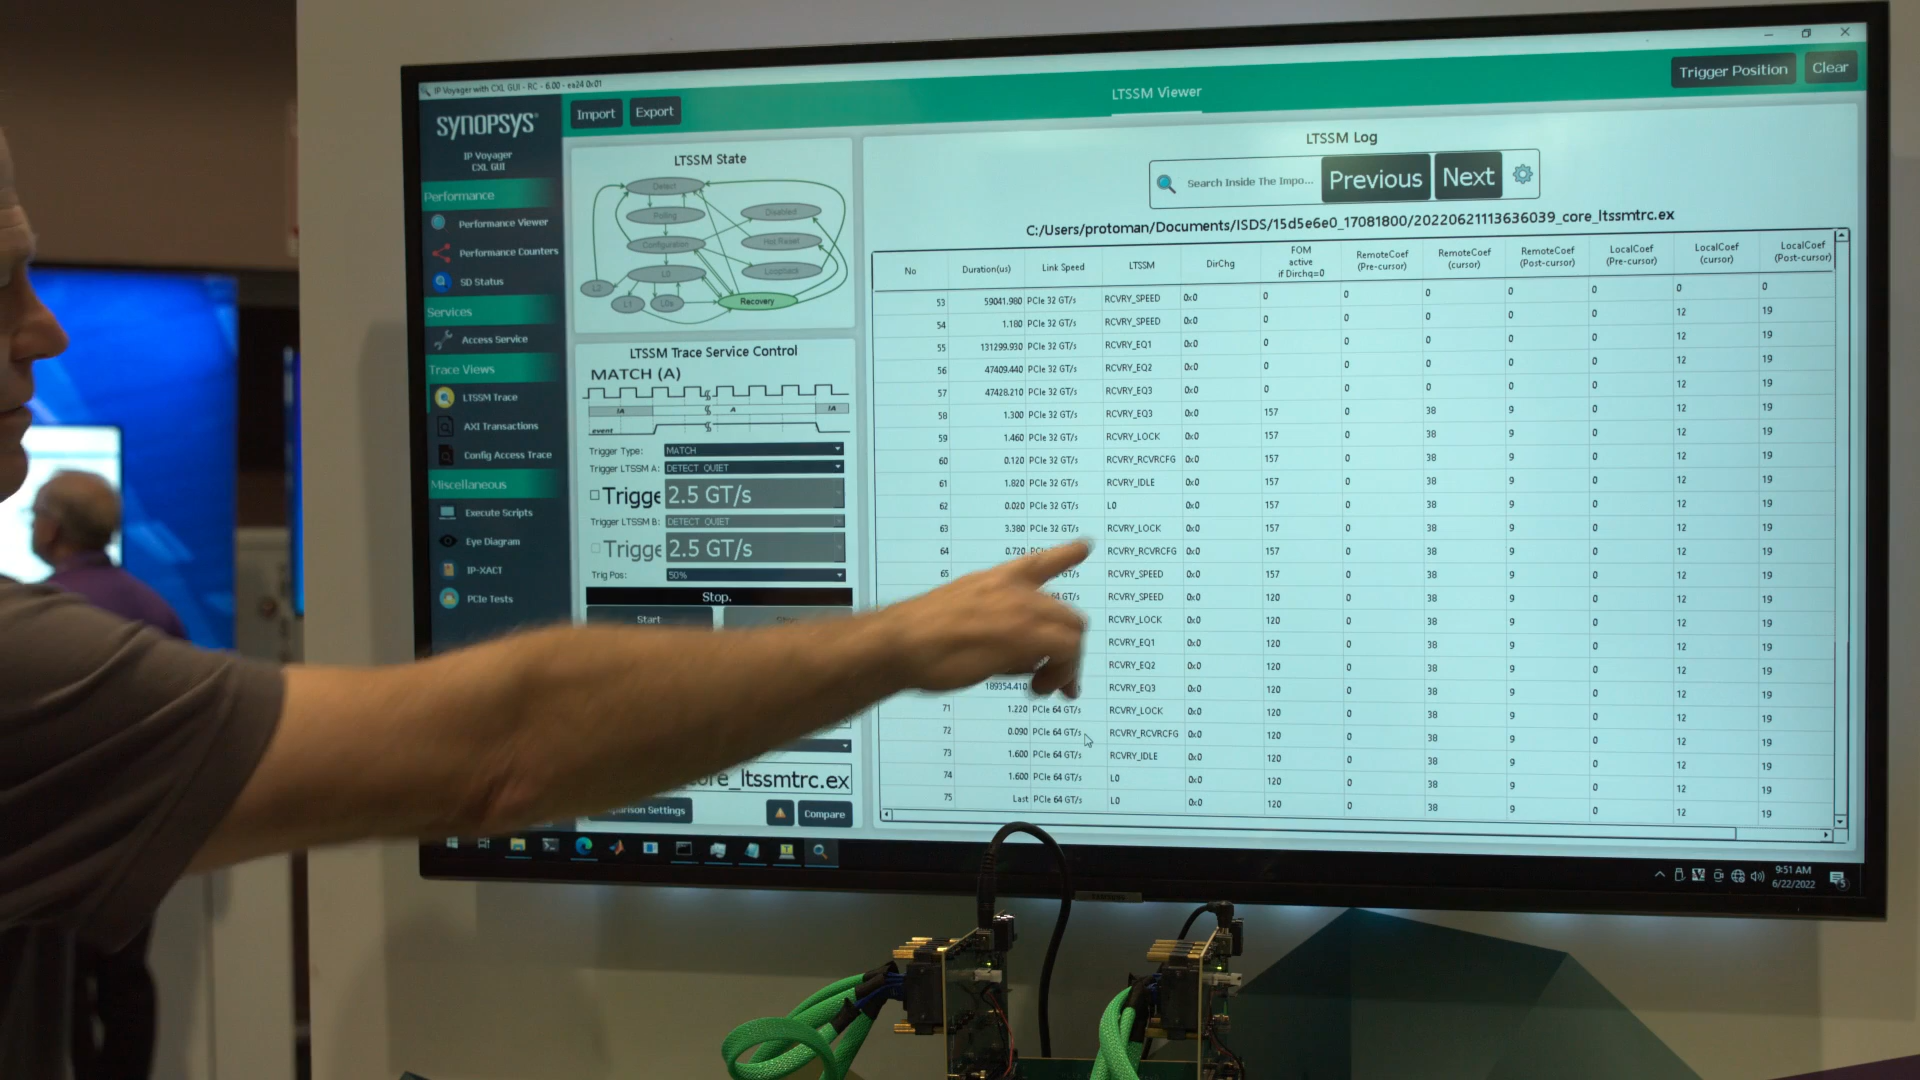 IP Voyager with CXL GUI - RC - 6.00 - ea24 0x01
SYNOPSYS
IP Voyager
CXL GUI
Performance
Performance Viewer
Performance Counters
SD Status
Services
Access Service
Trace Views
LTSSM Trace
AXI Transactions
Config Access Trace
Miscellaneous
Execute Scripts
Eye Diagram
IP-XACT
PCIe Tests
Import Export
LTSSM Viewer
Trigger Position Clear
LTSSM State
Detect
Polling
Configuration
L0
L2
L1
L0s
Disabled
Hot Reset
Loopback
Recovery
LTSSM Trace Service Control
MATCH (A)
!A A !A
event
Trigger Type: MATCH
Trigger LTSSM A: DETECT_QUIET
Trigge 2.5 GT/s
Trigger LTSSM B: DETECT_QUIET
Trigge 2.5 GT/s
Trig Pos: 50%
Stop.
Start
ore_ltssmtrc.ex
Settings
Compare
LTSSM Log
Search Inside The Impo... Previous Next
C:/Users/protoman/Documents/ISDS/15d5e6e0_17081800/20220621113636039_core_ltssmtrc.ex
No Duration(us) Link Speed LTSSM DirChg FOM active if Dirchg=0 RemoteCoef (Pre-cursor) RemoteCoef (cursor) RemoteCoef (Post-cursor) LocalCoef (Pre-cursor) LocalCoef (cursor) LocalCoef (Post-cursor)
53 59041.980 PCIe 32 GT/s RCVRY_SPEED 0x0 0 0 0 0 0 0 0
54 1.180 PCIe 32 GT/s RCVRY_SPEED 0x0 0 0 0 0 0 12 19
55 131299.930 PCIe 32 GT/s RCVRY_EQ1 0x0 0 0 0 0 0 12 19
56 47409.440 PCIe 32 GT/s RCVRY_EQ2 0x0 0 0 0 0 0 12 19
57 47428.210 PCIe 32 GT/s RCVRY_EQ3 0x0 0 0 0 0 0 12 19
58 1.300 PCIe 32 GT/s RCVRY_EQ3 0x0 157 0 38 9 0 12 19
59 1.460 PCIe 32 GT/s RCVRY_LOCK 0x0 157 0 38 9 0 12 19
60 0.120 PCIe 32 GT/s RCVRY_RCVRCFG 0x0 157 0 38 9 0 12 19
61 1.820 PCIe 32 GT/s RCVRY_IDLE 0x0 157 0 38 9 0 12 19
62 0.020 PCIe 32 GT/s L0 0x0 157 0 38 9 0 12 19
63 3.380 PCIe 32 GT/s RCVRY_LOCK 0x0 157 0 38 9 0 12 19
64 0.720 RCVRY_RCVRCFG 0x0 157 0 38 9 0 12 19
65 GT/s RCVRY_SPEED 0x0 157 0 38 9 0 12 19
64 GT/s RCVRY_SPEED 0x0 120 0 38 9 0 12 19
RCVRY_LOCK 0x0 120 0 38 9 0 12 19
RCVRY_EQ1 0x0 120 0 38 9 0 12 19
RCVRY_EQ2 0x0 120 0 38 9 0 12 19
189354.410 RCVRY_EQ3 0x0 120 0 38 9 0 12 19
71 1.220 PCIe 64 GT/s RCVRY_LOCK 0x0 120 0 38 9 0 12 19
72 0.090 PCIe 64 GT/s RCVRY_RCVRCFG 0x0 120 0 38 9 0 12 19
73 1.600 PCIe 64 GT/s RCVRY_IDLE 0x0 120 0 38 9 0 12 19
74 1.600 PCIe 64 GT/s L0 0x0 120 0 38 9 0 12 19
75 Last PCIe 64 GT/s L0 0x0 120 0 38 9 0 12 19
9:51 AM
6/22/2022